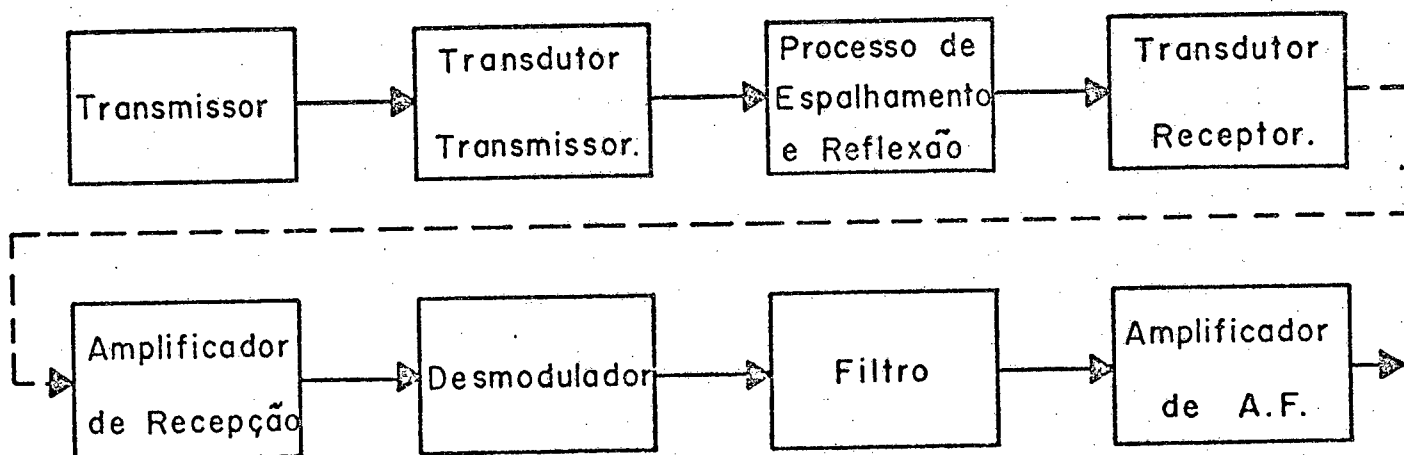 Transmissor
Transdutor
Transmissor.
Processo de
Espalhamento
e Reflexão
Transdutor
Receptor.
Amplificador
de Recepção
Desmodulador
Filtro
Amplificador
de A.F.